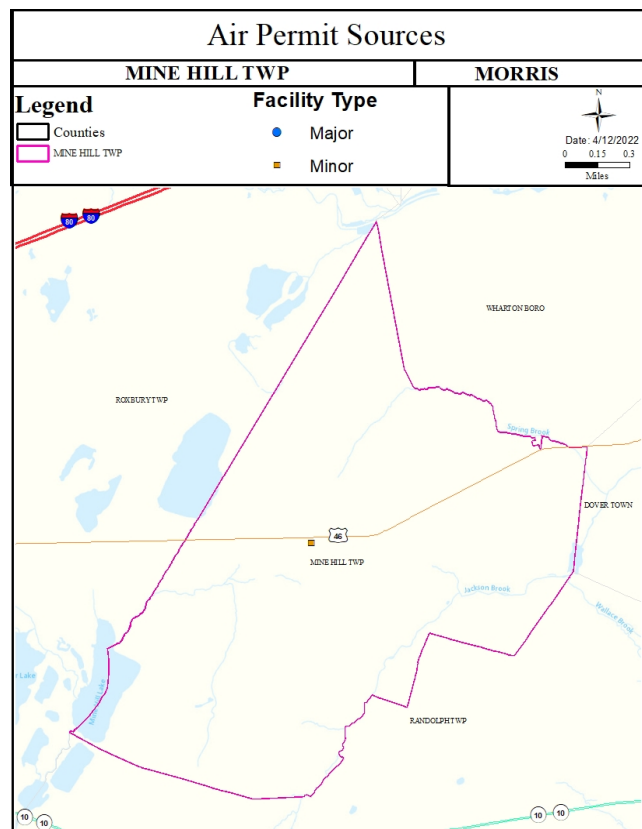 Air Permit Sources
MINE HILL TWP
MORRIS
Legend
Counties
MINE HILL TWP
Facility Type
Major
Minor
N
Date: 4/12/2022
0 0.15 0.3
Miles
80
80
WHARTON BORO
ROXBURY TWP
Spring Brook
DOVER TOWN
46
MINE HILL TWP
Jackson Brook
Wallace Brook
Lake
RANDOLPH TWP
10
10
10
10